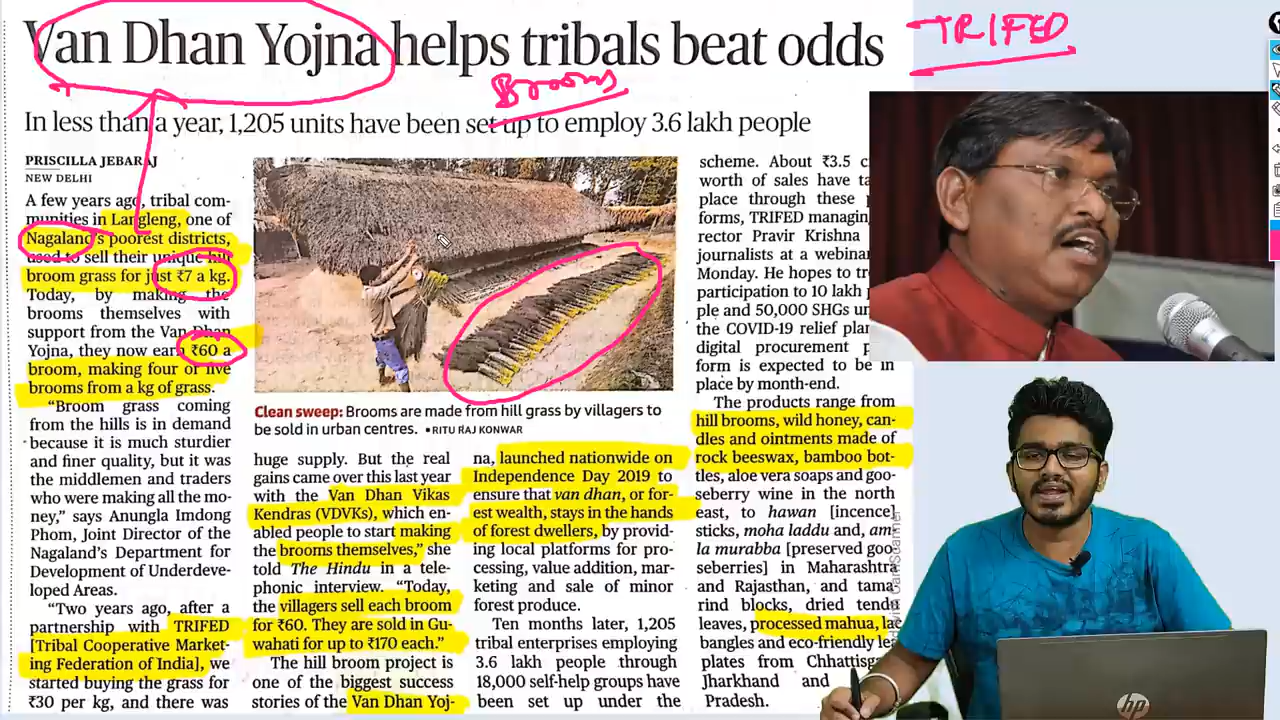 Van Dhan Yojna helps tribals beat odds
TRIFED
Brooms
In less than a year, 1,205 units have been set up to employ 3.6 lakh people
PRISCILLA JEBARAJ
NEW DELHI
A few years ago, tribal com-
munities in Langleng, one of
Nagaland's poorest districts,
used to sell their unique hill
broom grass for just ₹7 a kg.
Today, by making the
brooms themselves with
support from the Van Dhan
Yojna, they now earn ₹60 a
broom, making four or five
brooms from a kg of grass.
"Broom grass coming
from the hills is in demand
because it is much sturdier
and finer quality, but it was
the middlemen and traders
who were making all the mo-
ney," says Anungla Imdong
Phom, Joint Director of the
Nagaland's Department for
Development of Underdeve-
loped Areas.
"Two years ago, after a
partnership with TRIFED
[Tribal Cooperative Market-
ing Federation of India], we
started buying the grass for
₹30 per kg, and there was
Clean sweep: Brooms are made from hill grass by villagers to
be sold in urban centres. • RITU RAJ KONWAR
huge supply. But the real
gains came over this last year
with the Van Dhan Vikas
Kendras (VDVKs), which en-
abled people to start making
the brooms themselves," she
told The Hindu in a tele-
phonic interview. "Today,
the villagers sell each broom
for ₹60. They are sold in Gu-
wahati for up to ₹170 each."
The hill broom project is
one of the biggest success
stories of the Van Dhan Yoj-
na, launched nationwide on
Independence Day 2019 to
ensure that van dhan, or for-
est wealth, stays in the hands
of forest dwellers, by provid-
ing local platforms for pro-
cessing, value addition, mar-
keting and sale of minor
forest produce.
Ten months later, 1,205
tribal enterprises employing
3.6 lakh people through
18,000 self-help groups have
been set up under the
scheme. About ₹3.5 c
worth of sales have ta
place through these p
forms, TRIFED managin
rector Pravir Krishna
journalists at a webina
Monday. He hopes to tr
participation to 10 lakh p
ple and 50,000 SHGs un
the COVID-19 relief plan
digital procurement p
form is expected to be in
place by month-end.
The products range from
hill brooms, wild honey, can-
dles and ointments made of
rock beeswax, bamboo bot-
tles, aloe vera soaps and goo-
seberry wine in the north
east, to hawan [incence]
sticks, moha laddu and, am
la murabba [preserved goo
seberries] in Maharashtra
and Rajasthan, and tama-
rind blocks, dried tendu
leaves, processed mahua, lac
bangles and eco-friendly lea
plates from Chhattisga
Jharkhand and
Pradesh.
hp